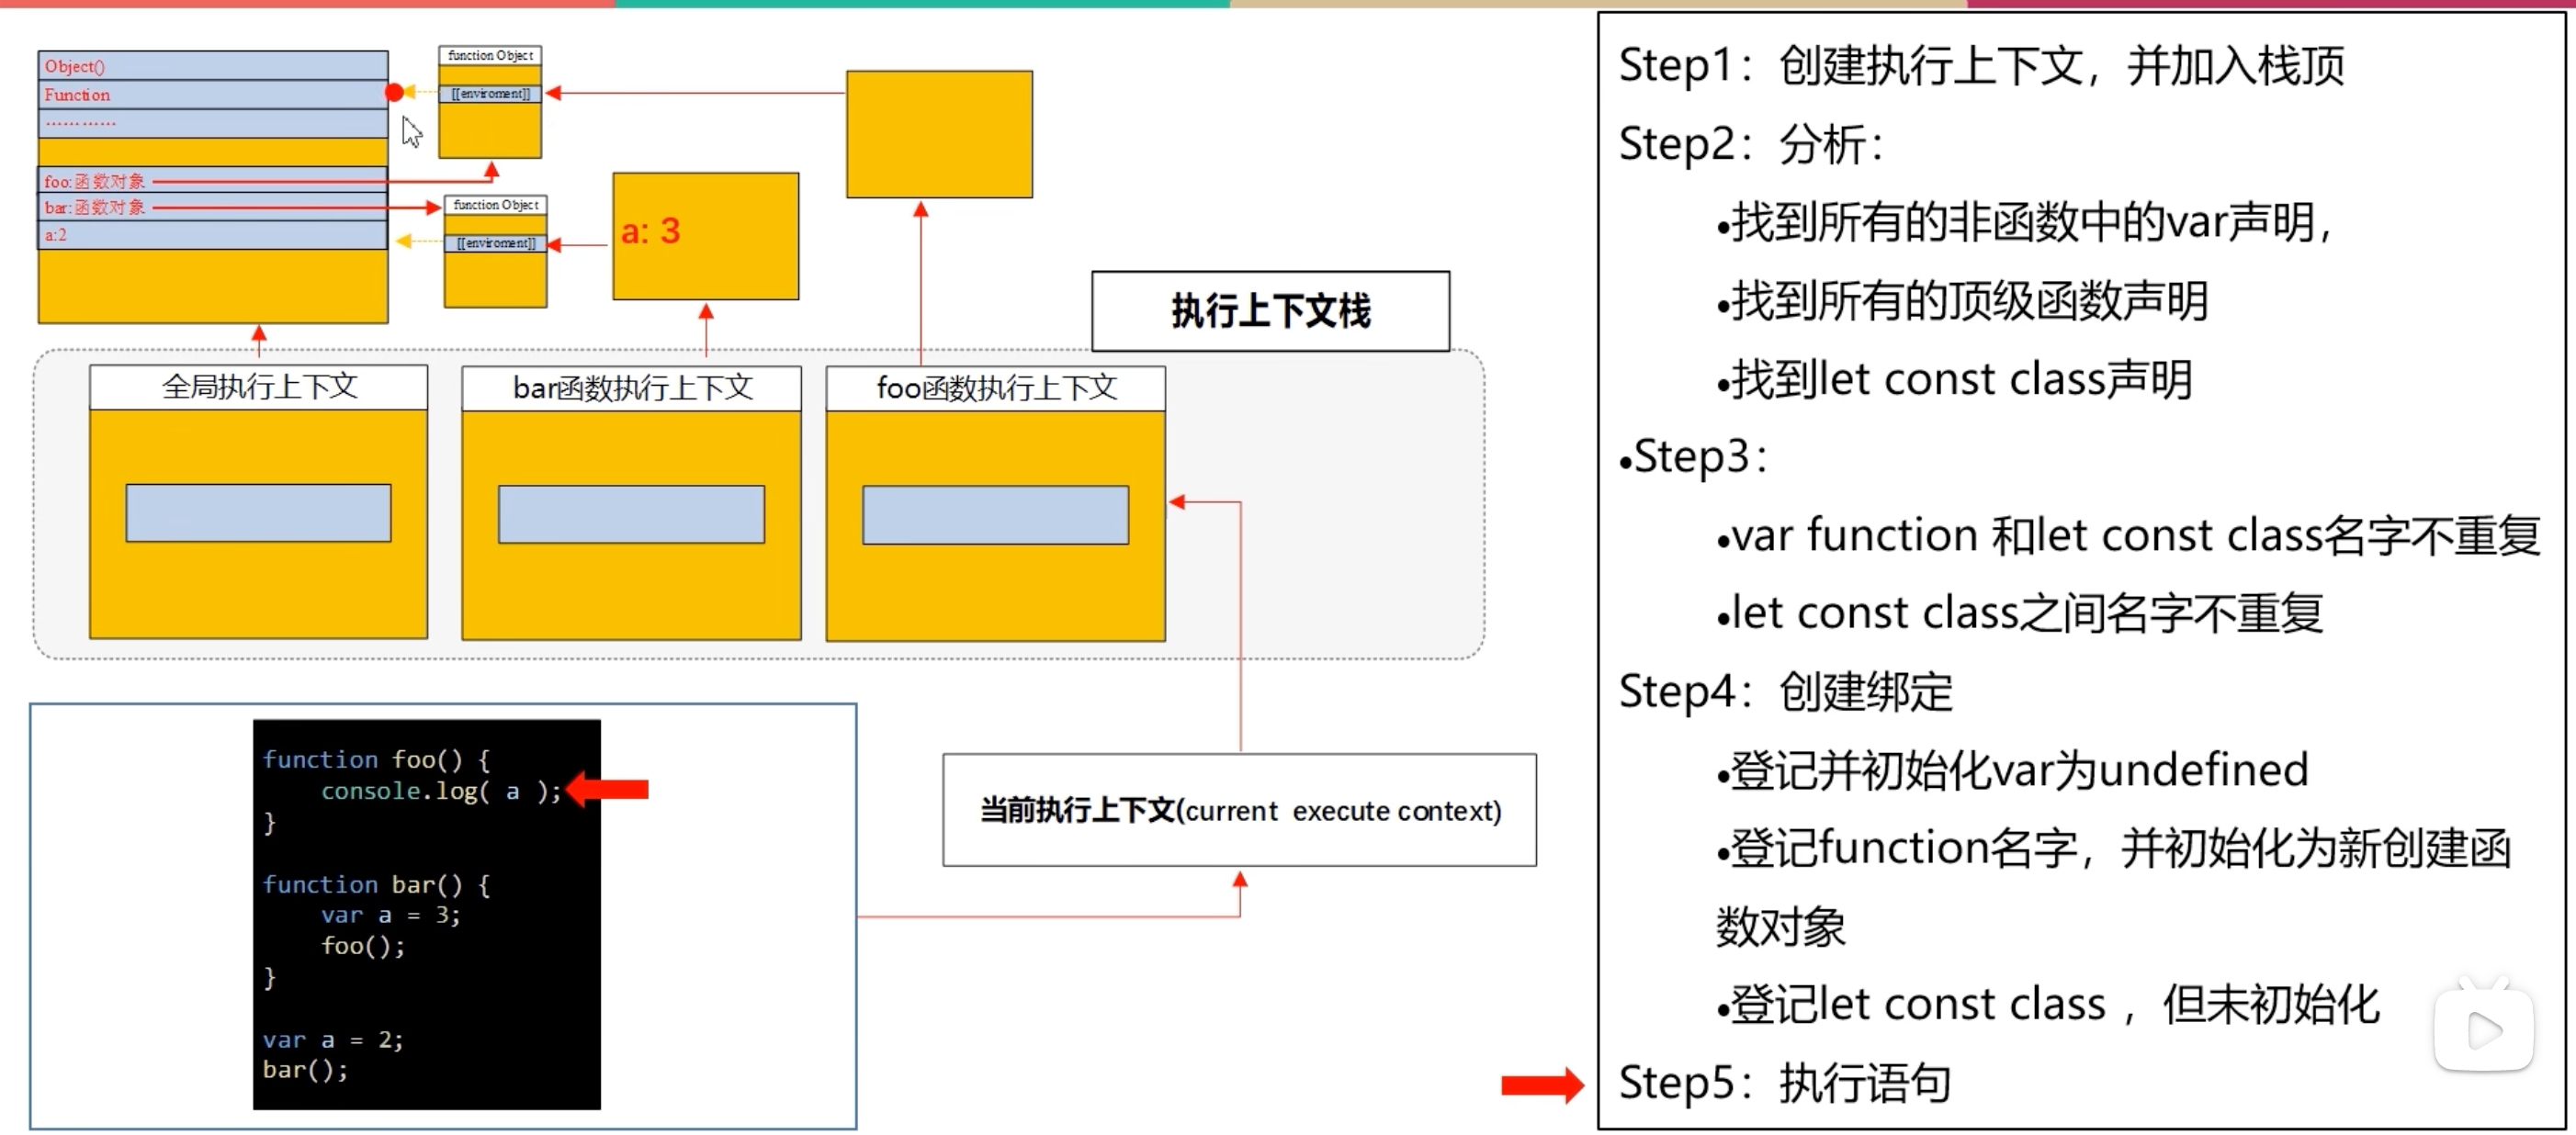 Object()
Function
…………
foo:函数对象
bar:函数对象
a:2
function Object
[[enviroment]]
function Object
[[enviroment]]
a: 3
执行上下文栈
全局执行上下文
bar函数执行上下文
foo函数执行上下文
function foo() {
console.log( a );
}
function bar() {
var a = 3;
foo();
}
var a = 2;
bar();
当前执行上下文(current execute context)
Step1：创建执行上下文，并加入栈顶
Step2：分析：
•找到所有的非函数中的var声明，
•找到所有的顶级函数声明
•找到let const class声明
•Step3：
•var function 和let const class名字不重复
•let const class之间名字不重复
Step4：创建绑定
•登记并初始化var为undefined
•登记function名字，并初始化为新创建函
数对象
•登记let const class ，但未初始化
Step5：执行语句